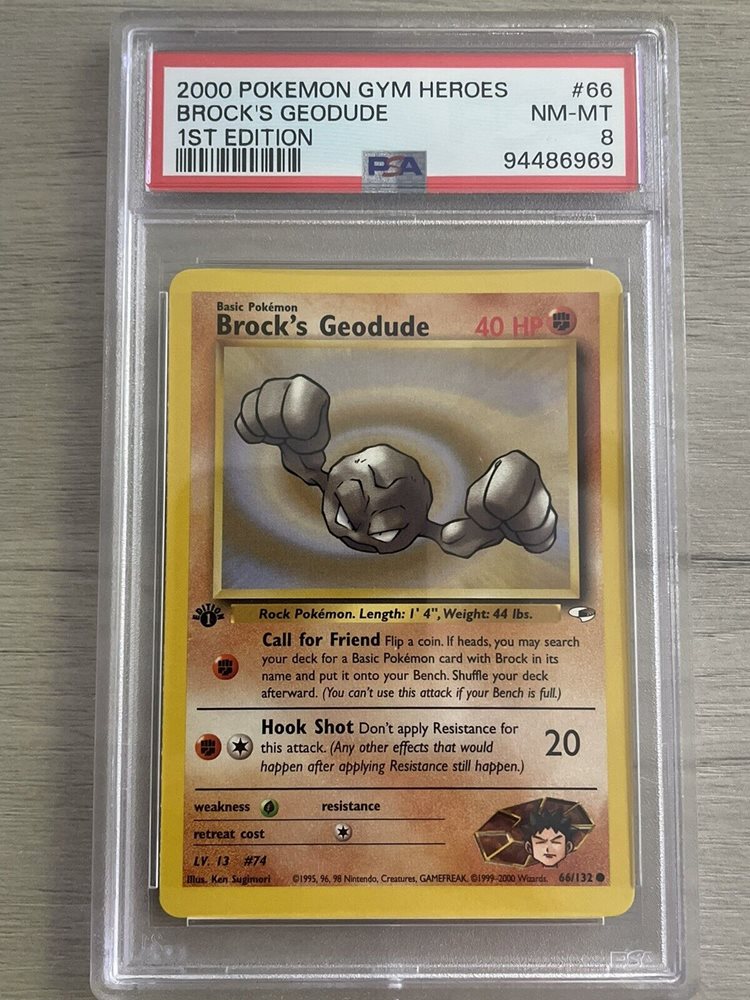 2000 POKEMON GYM HEROES #66
BROCK'S GEODUDE NM-MT
1ST EDITION 8
PSA 94486969
Basic Pokémon
Brock's Geodude 40 HP
Rock Pokémon. Length: 1' 4", Weight: 44 lbs.
EDITION
1
Call for Friend Flip a coin. If heads, you may search
your deck for a Basic Pokémon card with Brock in its
name and put it onto your Bench. Shuffle your deck
afterward. (You can't use this attack if your Bench is full.)
Hook Shot Don't apply Resistance for
this attack. (Any other effects that would
happen after applying Resistance still happen.)
20
weakness resistance
retreat cost
LV. 13 #74
Illus. Ken Sugimori ©1995, 96, 98 Nintendo, Creatures, GAMEFREAK. ©1999-2000 Wizards. 66/132
PSA